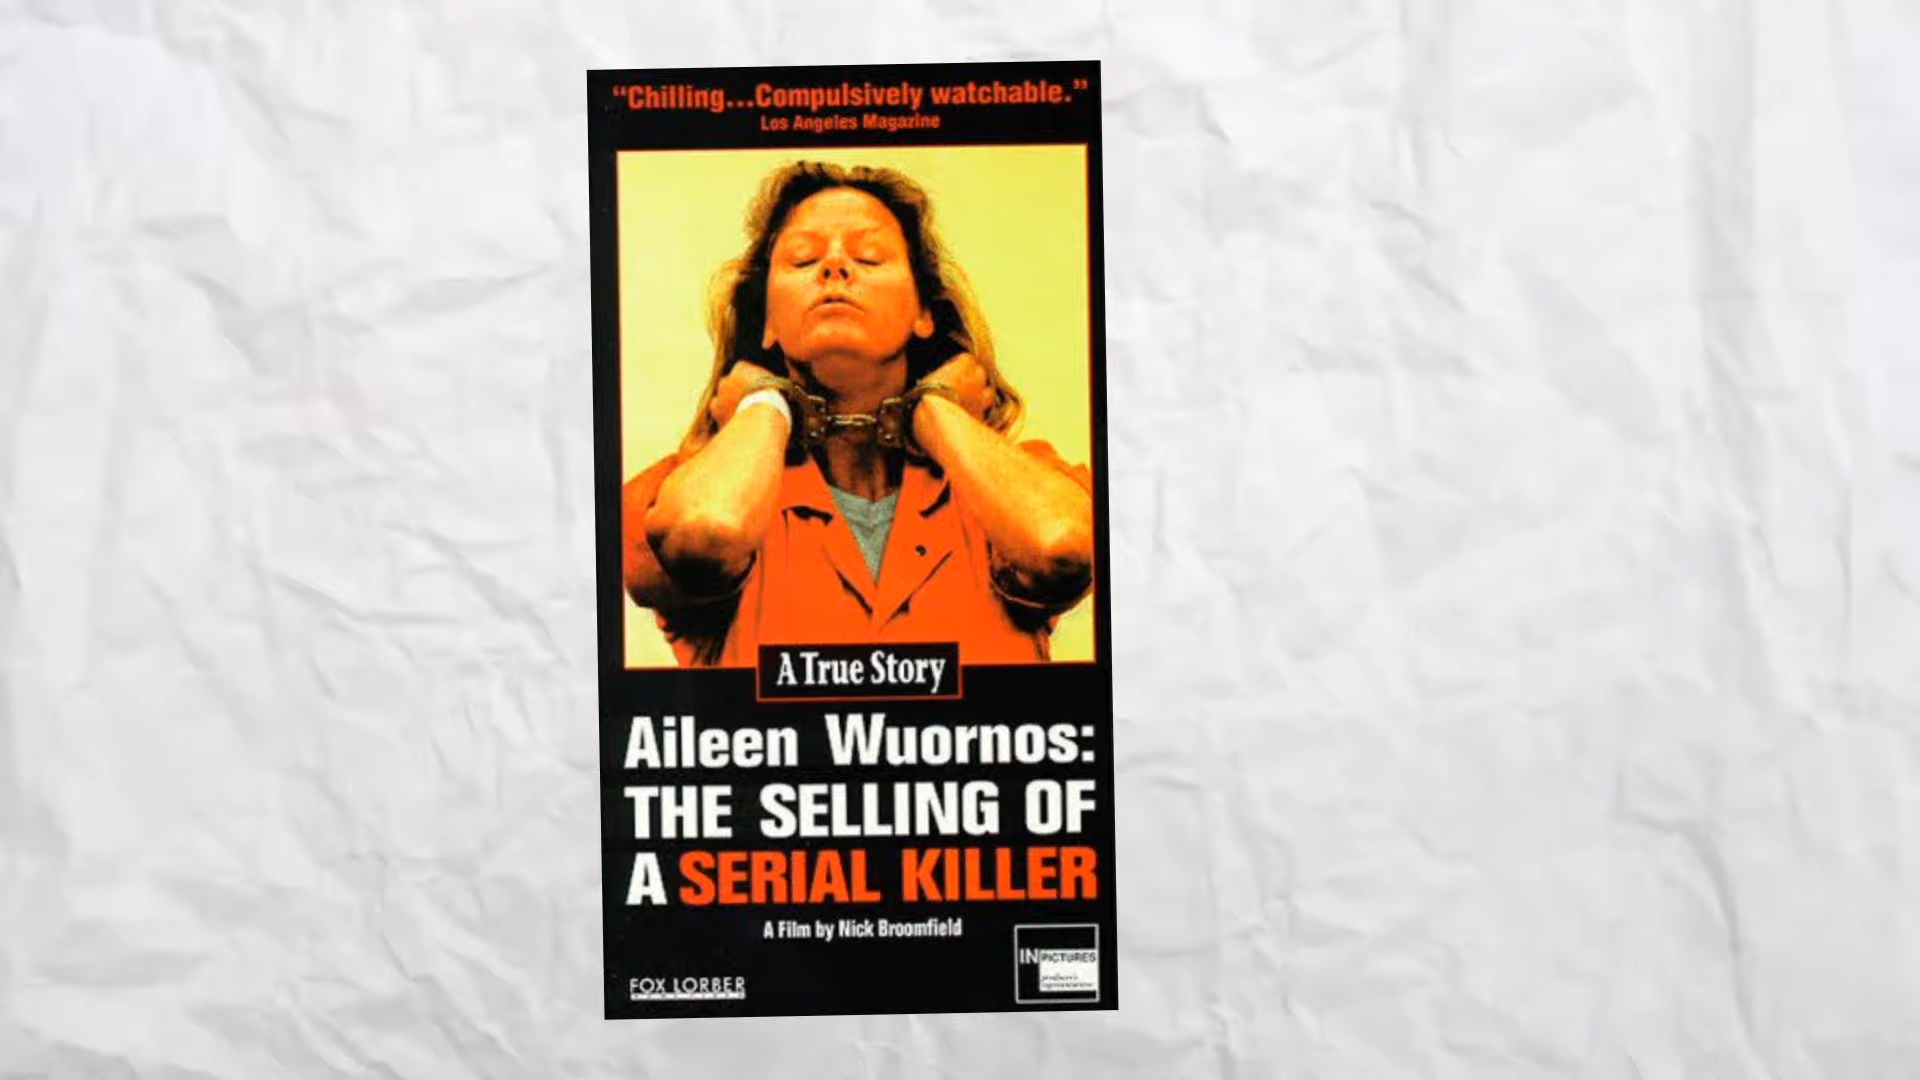 “Chilling...Compulsively watchable.”
Los Angeles Magazine
A True Story
Aileen Wuornos:
THE SELLING OF
A SERIAL KILLER
A Film by Nick Broomfield
IN PICTURES
FOX LORBER